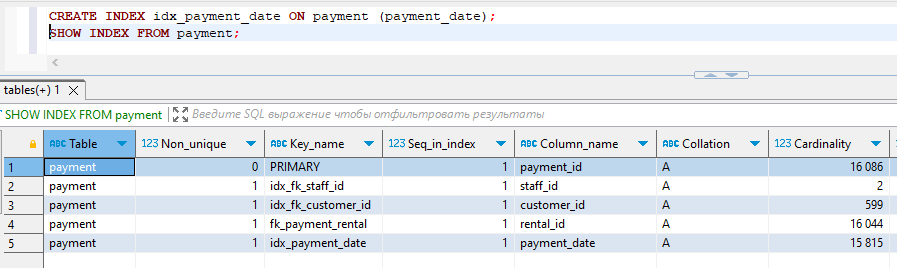 CREATE INDEX idx_payment_date ON payment (payment_date);
SHOW INDEX FROM payment;
tables(+) 1
SHOW INDEX FROM payment Введите SQL выражение чтобы отфильтровать результаты
ABC Table 123 Non_unique ABC Key_name 123 Seq_in_index ABC Column_name ABC Collation 123 Cardinality
1 payment 0 PRIMARY 1 payment_id A 16 086
2 payment 1 idx_fk_staff_id 1 staff_id A 2
3 payment 1 idx_fk_customer_id 1 customer_id A 599
4 payment 1 fk_payment_rental 1 rental_id A 16 044
5 payment 1 idx_payment_date 1 payment_date A 15 815